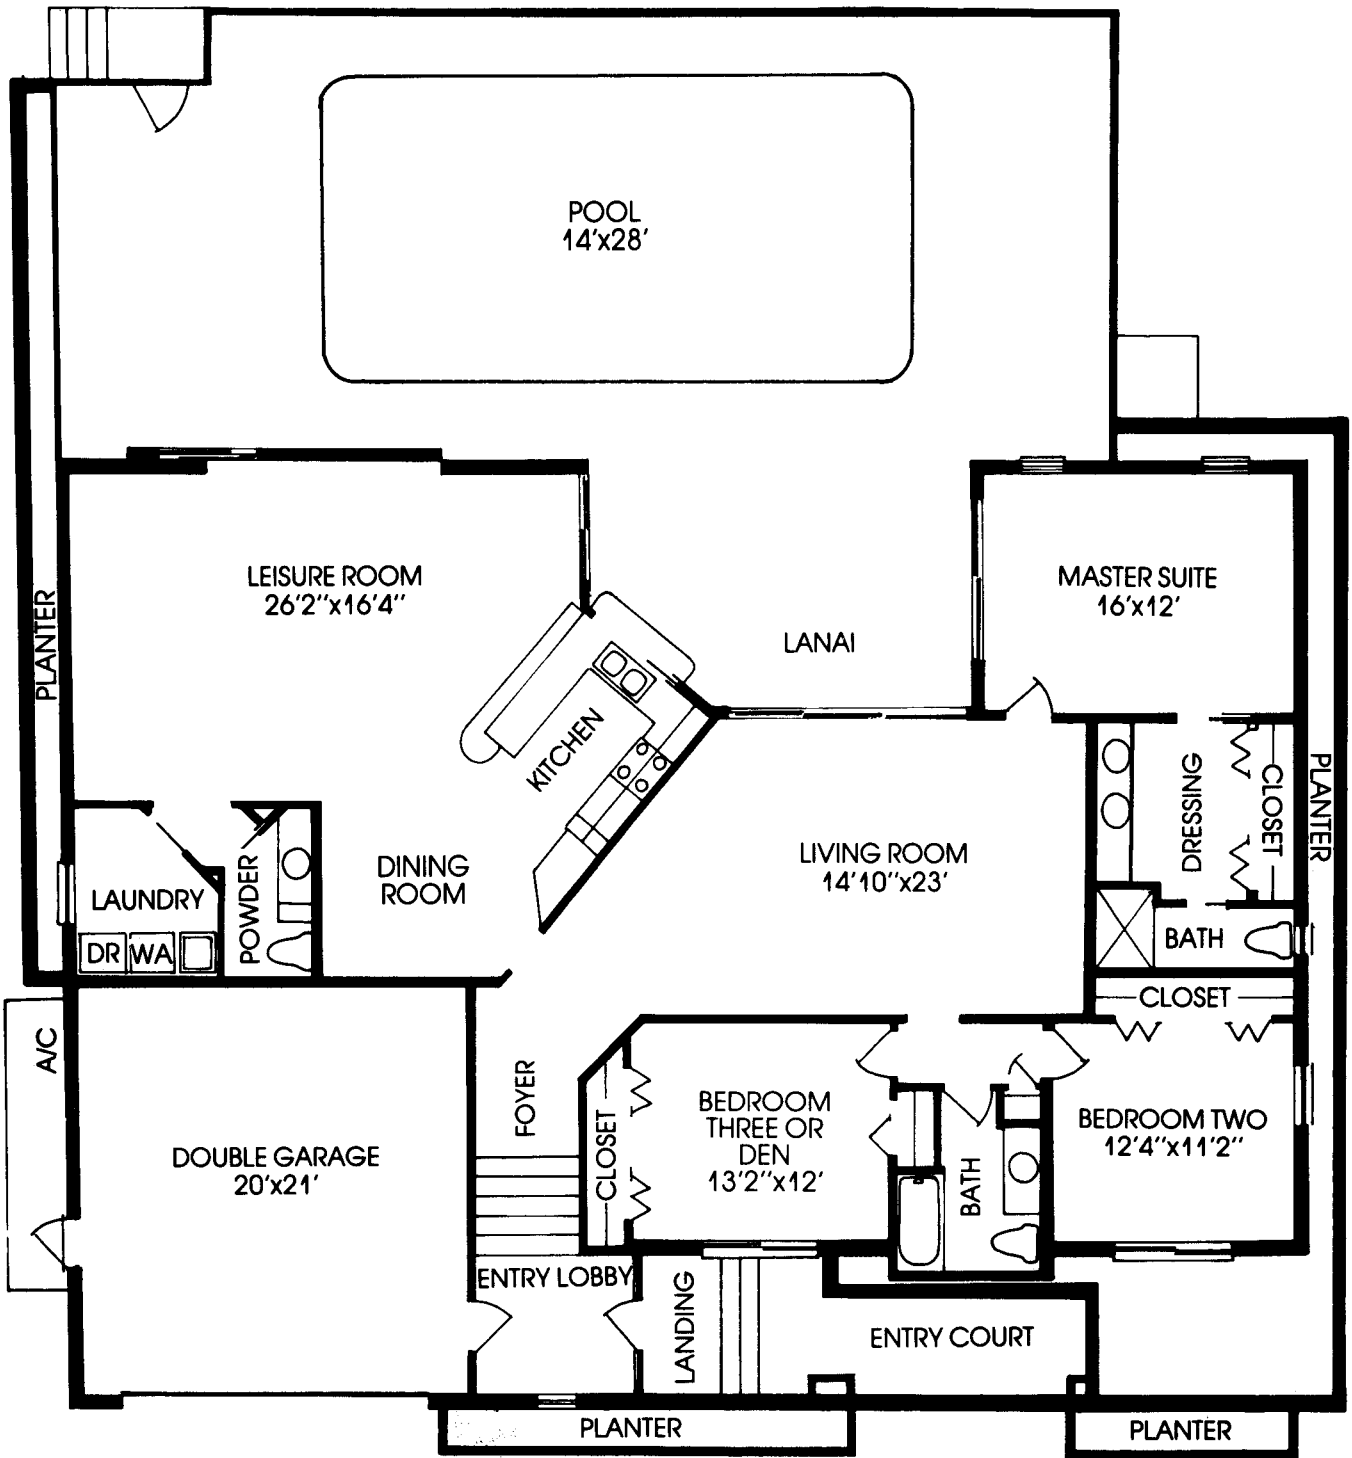 POOL
14'x28'
LEISURE ROOM
26'2"x16'4"
MASTER SUITE
16'x12'
PLANTER
LANAI
KITCHEN
DRESSING
CLOSET
PLANTER
DINING
ROOM
LIVING ROOM
14'10"x23'
LAUNDRY
POWDER
DR WA
BATH
CLOSET
A/C
FOYER
CLOSET
BEDROOM
THREE OR
DEN
13'2"x12'
BEDROOM TWO
12'4"x11'2"
DOUBLE GARAGE
20'x21'
BATH
ENTRY LOBBY
LANDING
ENTRY COURT
PLANTER
PLANTER